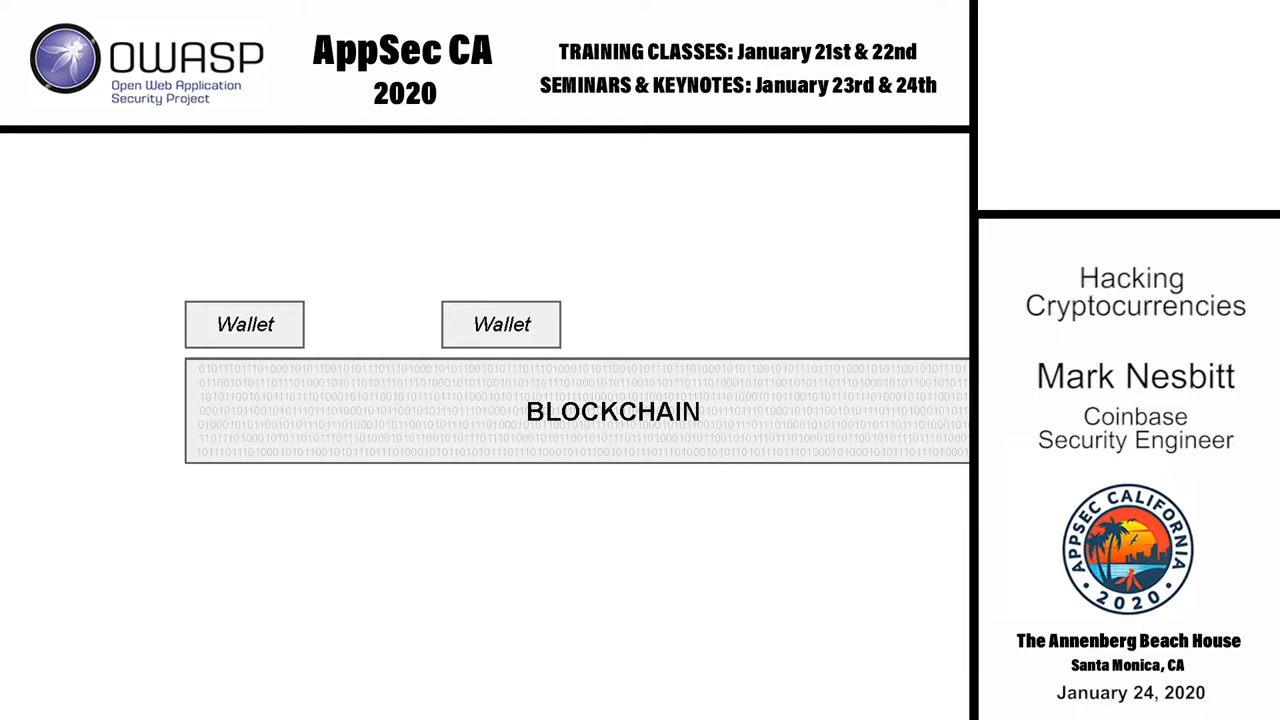 OWASP
Open Web Application
Security Project
AppSec CA
2020
TRAINING CLASSES: January 21st & 22nd
SEMINARS & KEYNOTES: January 23rd & 24th
Wallet
Wallet
BLOCKCHAIN
Hacking
Cryptocurrencies
Mark Nesbitt
Coinbase
Security Engineer
APPSEC CALIFORNIA
• 2020 •
The Annenberg Beach House
Santa Monica, CA
January 24, 2020